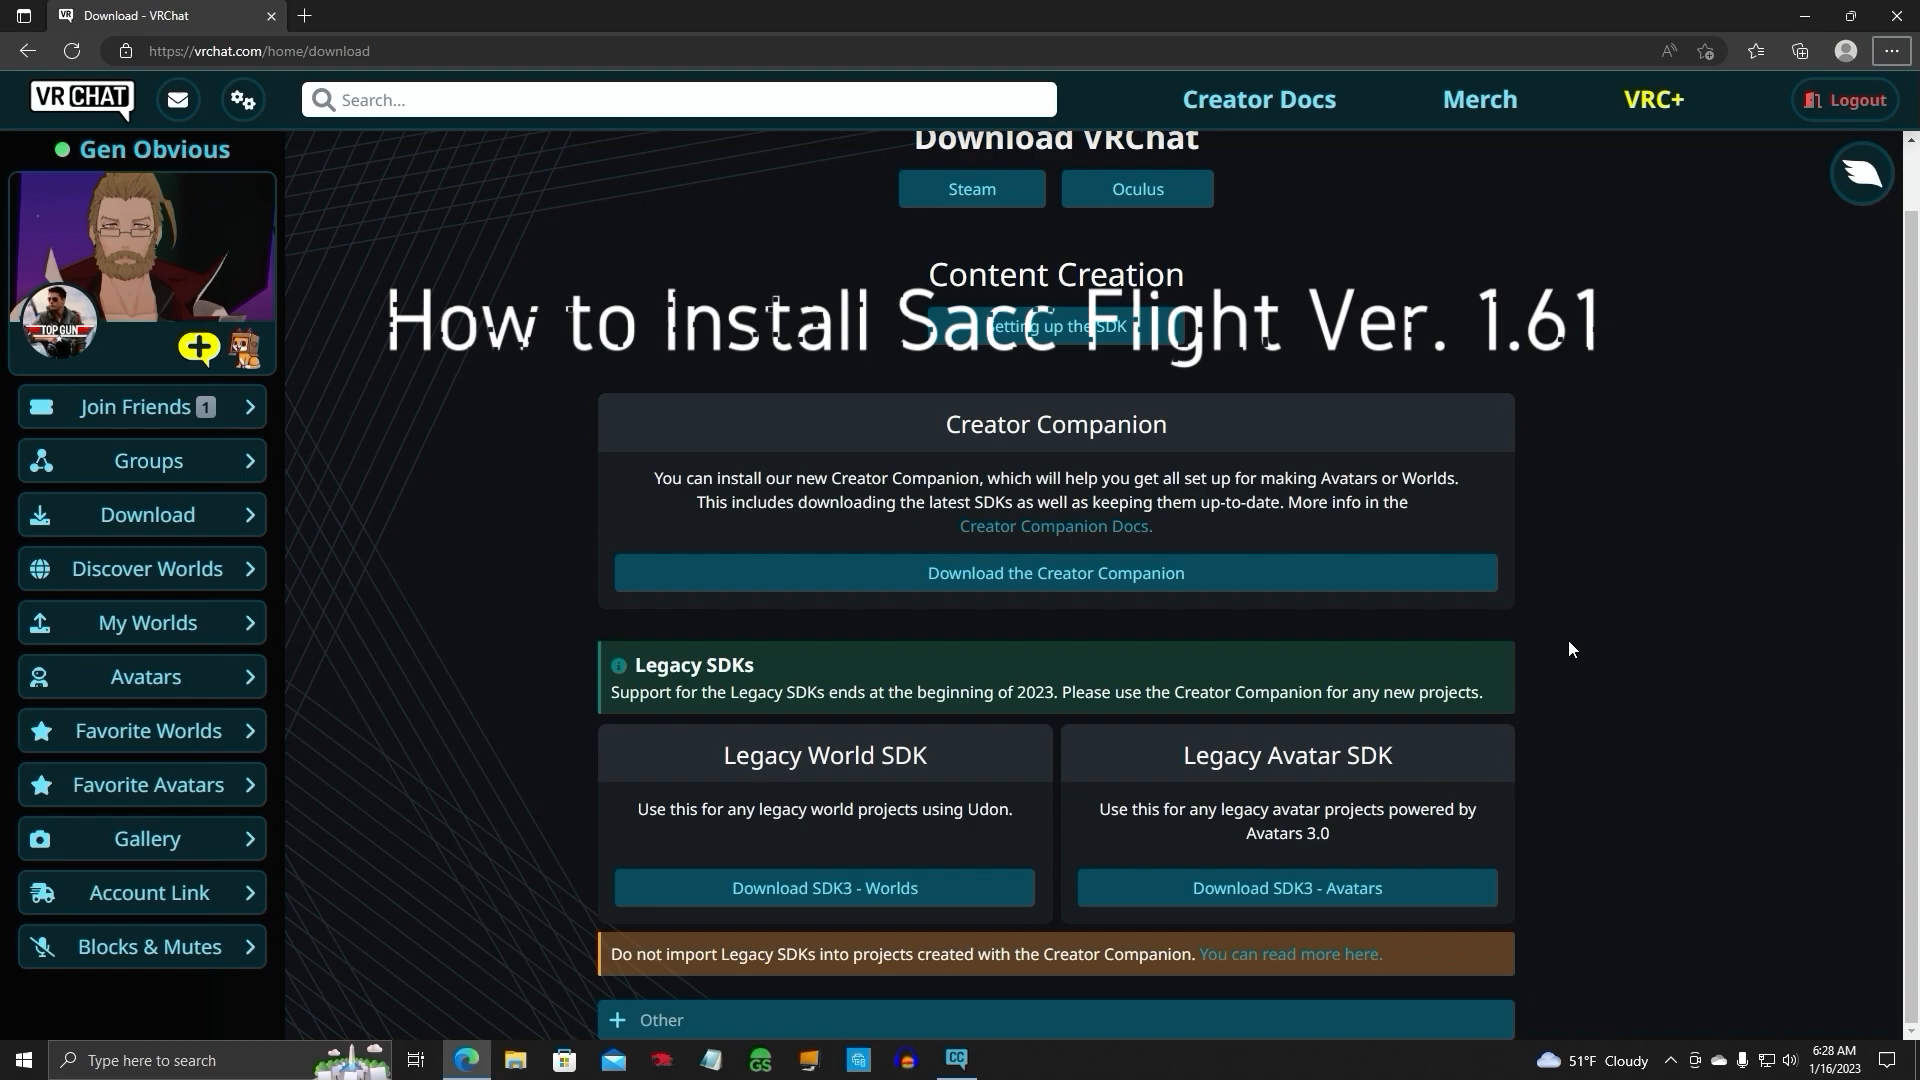 Download - VRChat
https://vrchat.com/home/download
VRCHAT
Search...
Creator Docs
Merch
VRC+
Logout
Gen Obvious
TOP GUN
Join Friends 1
Groups
Download
Discover Worlds
My Worlds
Avatars
Favorite Worlds
Favorite Avatars
Gallery
Account Link
Blocks & Mutes
Download VRChat
Steam
Oculus
Content Creation
How to install Sacc Flight Ver. 1.61
Setting up the SDK
Creator Companion
You can install our new Creator Companion, which will help you get all set up for making Avatars or Worlds.
This includes downloading the latest SDKs as well as keeping them up-to-date. More info in the
Creator Companion Docs.
Download the Creator Companion
Legacy SDKs
Support for the Legacy SDKs ends at the beginning of 2023. Please use the Creator Companion for any new projects.
Legacy World SDK
Use this for any legacy world projects using Udon.
Download SDK3 - Worlds
Legacy Avatar SDK
Use this for any legacy avatar projects powered by
Avatars 3.0
Download SDK3 - Avatars
Do not import Legacy SDKs into projects created with the Creator Companion. You can read more here.
+ Other
Type here to search
GS
CC
51°F Cloudy
6:28 AM
1/16/2023